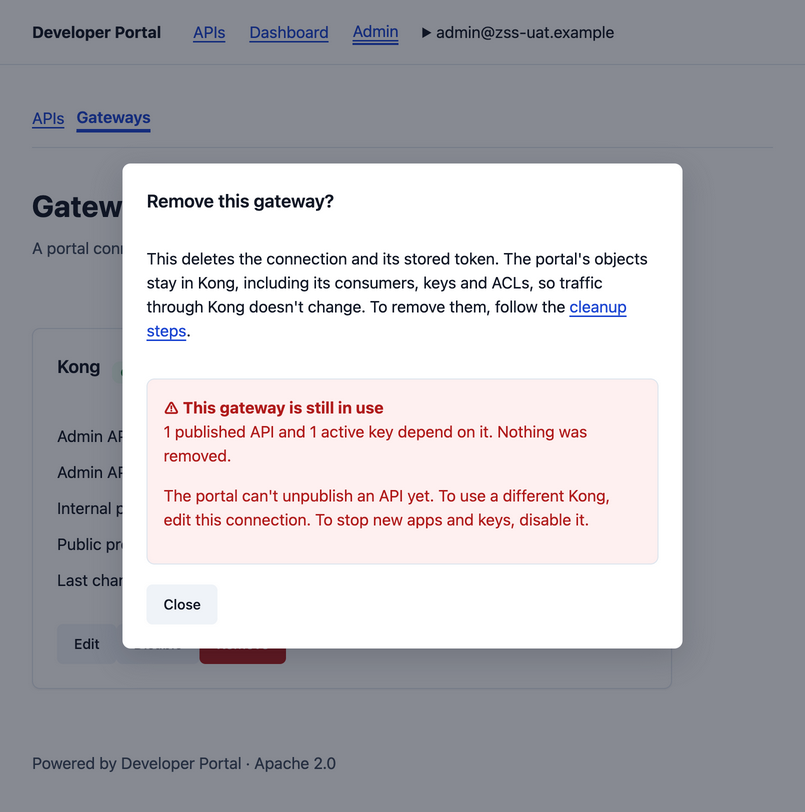 Developer Portal APIs Dashboard Admin ▶ admin@zss-uat.example
APIs Gateways
Remove this gateway?
This deletes the connection and its stored token. The portal's objects
stay in Kong, including its consumers, keys and ACLs, so traffic
through Kong doesn't change. To remove them, follow the cleanup
steps.
⚠ This gateway is still in use
1 published API and 1 active key depend on it. Nothing was
removed.
The portal can't unpublish an API yet. To use a different Kong,
edit this connection. To stop new apps and keys, disable it.
Close
Gatew
A portal
Kong
Admin
Admin
Internal
Public
Last
Edit
Powered by Developer Portal · Apache 2.0